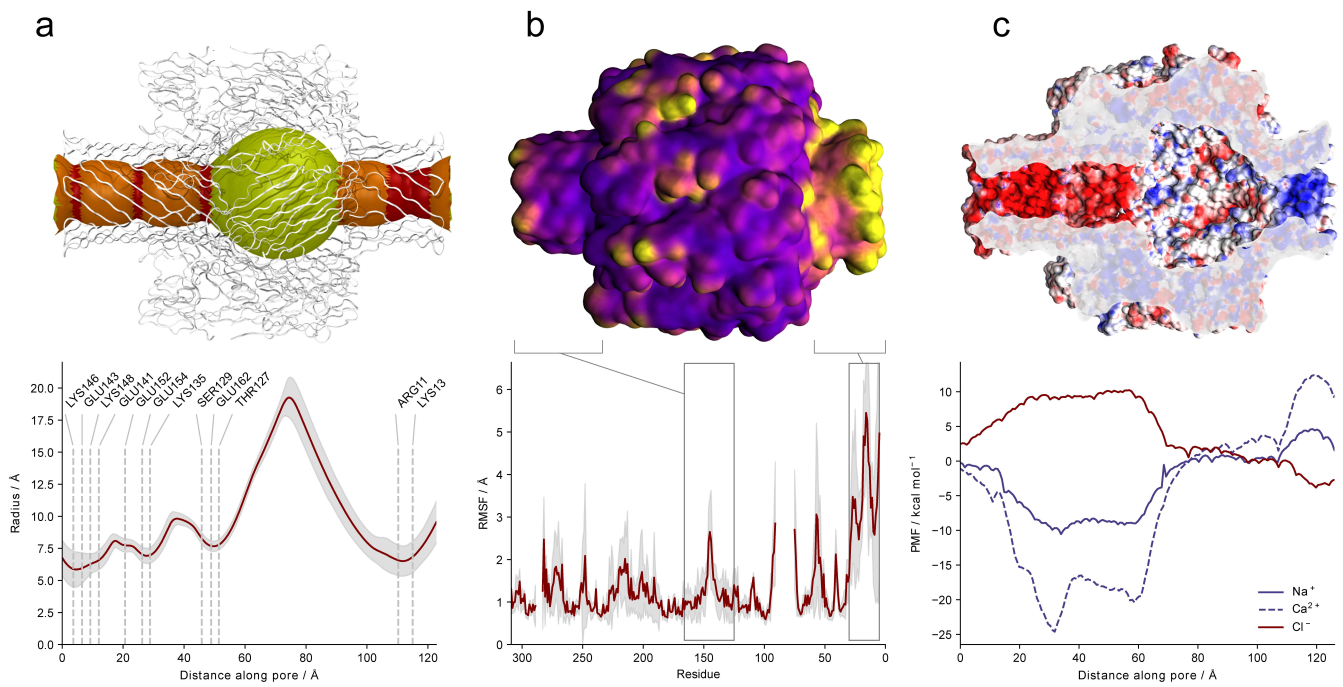 a
b
c
20.0
17.5
15.0
12.5
10.0
7.5
5.0
2.5
0.0
Radius / Å
LYS146
GLU143
LYS148
GLU141
GLU152
GLU154
LYS135
SER129
GLU162
THR127
ARG11
LYS13
0
20
40
60
80
100
120
Distance along pore / Å
6
5
4
3
2
1
0
RMSF / Å
300
250
200
150
100
50
0
Residue
10
5
0
−5
−10
−15
−20
−25
PMF / kcal mol⁻¹
Na⁺
Ca²⁺
Cl⁻
0
20
40
60
80
100
120
Distance along pore / Å